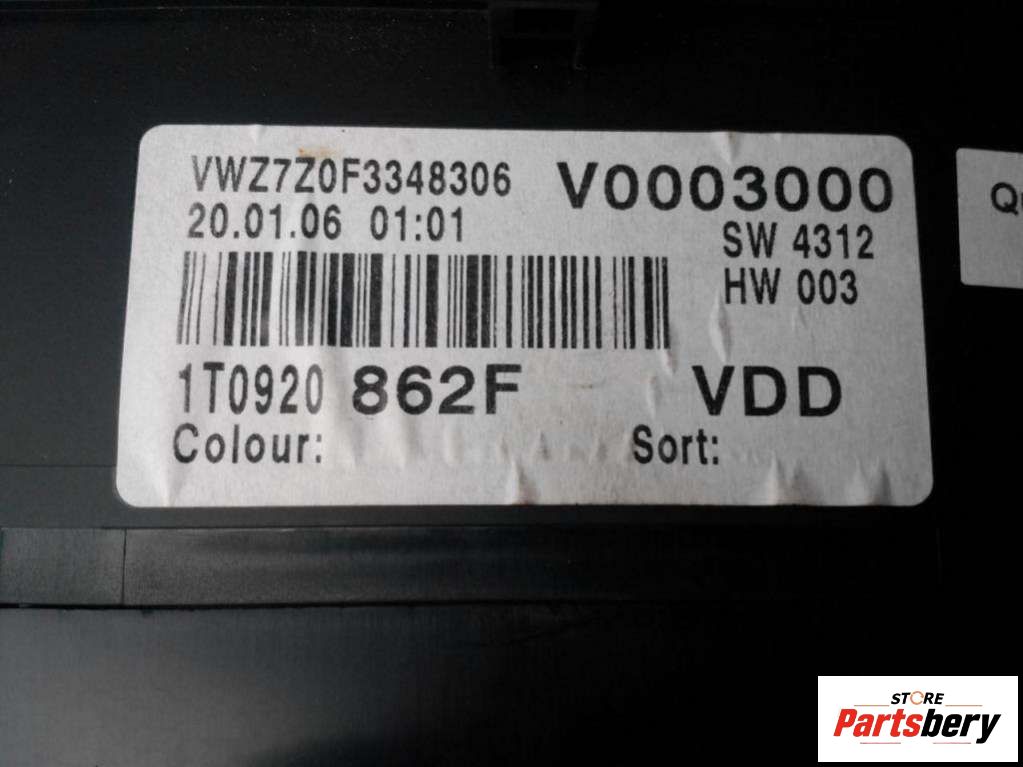 VWZ7Z0F3348306 V0003000
20.01.06 01:01 SW 4312
HW 003
1T0920 862F VDD
Colour: Sort:
STORE
Partsbery